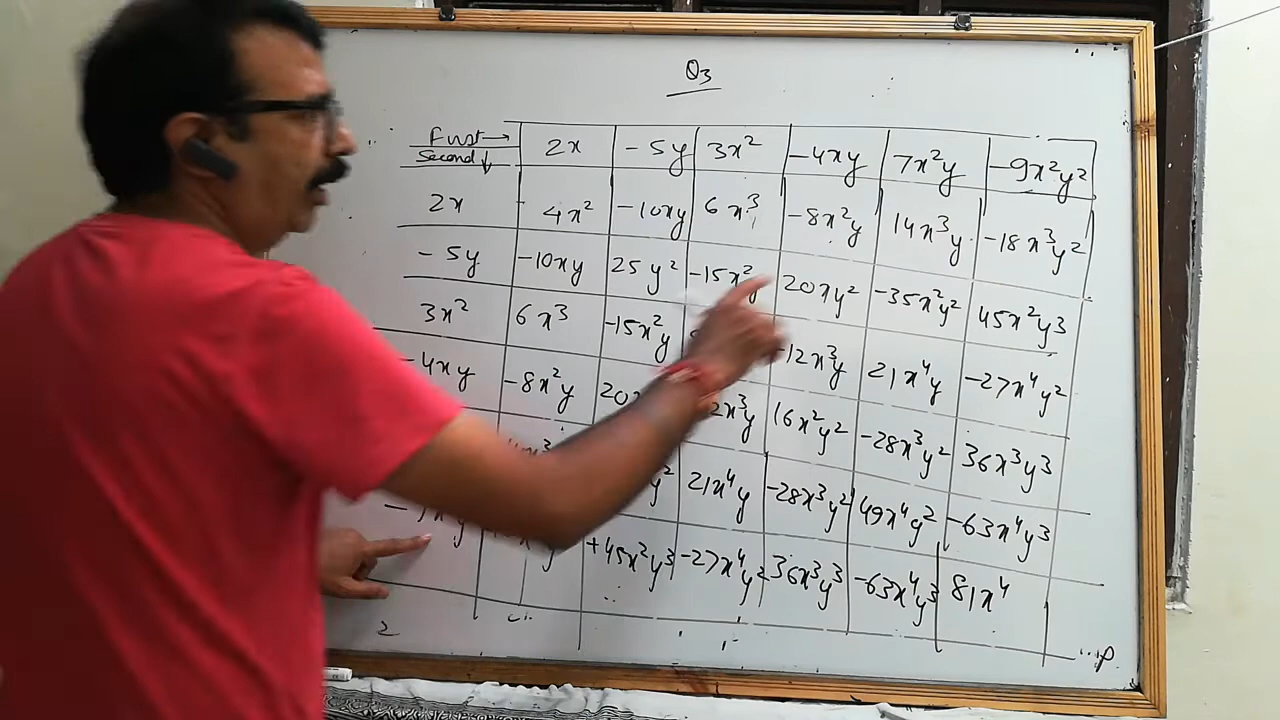 Q3
First → 2x -5y 3x² -4xy 7x²y -9x²y²
Second ↓
2x 4x² -10xy 6x³ -8x²y 14x³y -18x³y²
-5y -10xy 25y² -15x²y 20xy² -35x²y² 45x²y³
3x² 6x³ -15x²y -12x³y 21x⁴y -27x⁴y²
-4xy -8x²y 16x²y² -28x³y² 36x³y³
21x⁴y -28x³y² 49x⁴y² -63x⁴y³
+45x²y³ -27x⁴y² 36x³y³ -63x⁴y³ 81x⁴